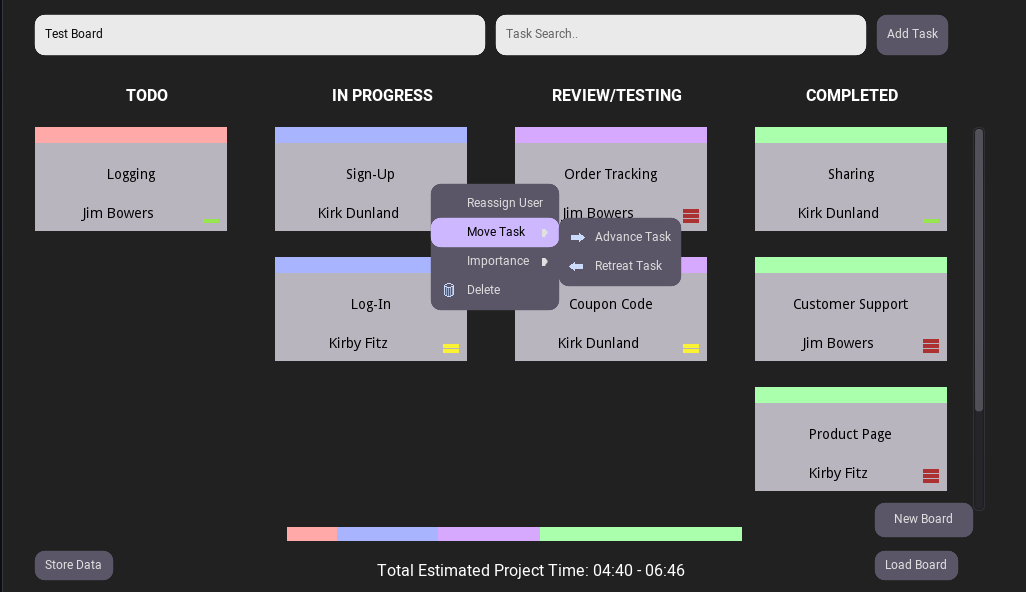 Test Board
Task Search..
Add Task
TODO
IN PROGRESS
REVIEW/TESTING
COMPLETED
Logging
Jim Bowers
Sign-Up
Kirk Dunland
Order Tracking
Jim Bowers
Sharing
Kirk Dunland
Reassign User
Move Task
Importance
Delete
Advance Task
Retreat Task
Log-In
Kirby Fitz
Coupon Code
Kirk Dunland
Customer Support
Jim Bowers
Product Page
Kirby Fitz
New Board
Store Data
Total Estimated Project Time: 04:40 - 06:46
Load Board